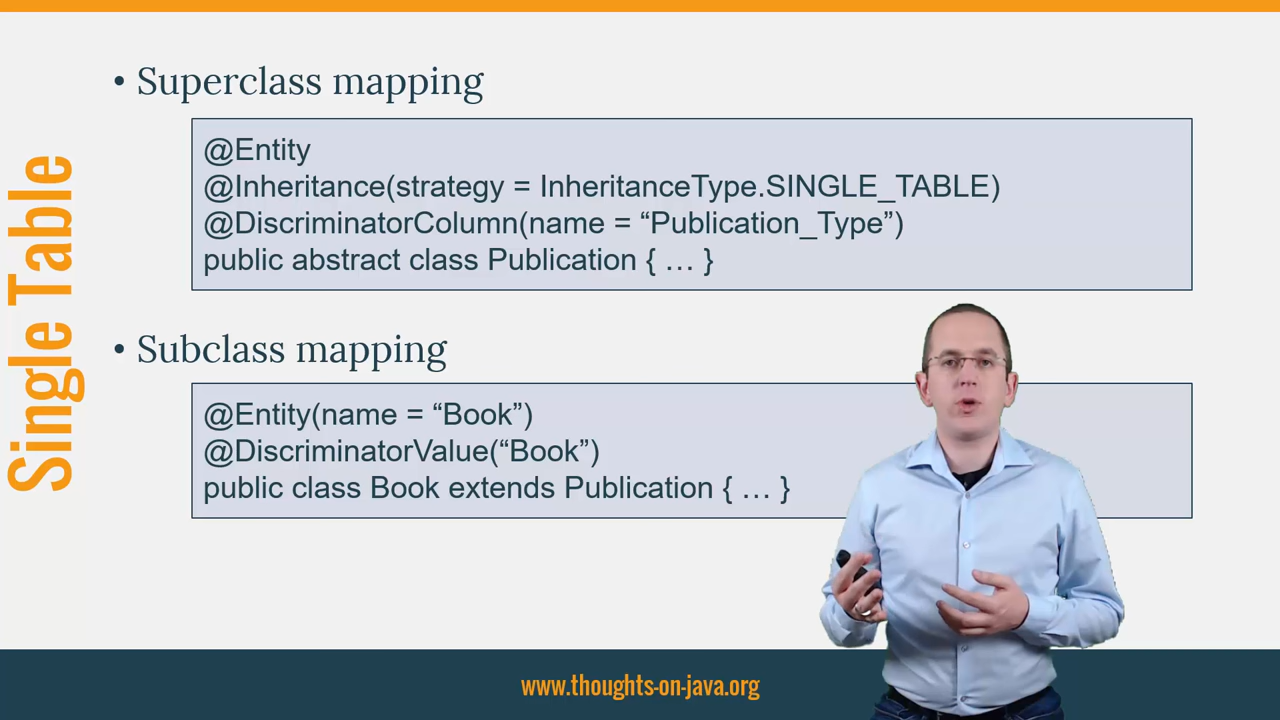 Single Table
• Superclass mapping
@Entity
@Inheritance(strategy = InheritanceType.SINGLE_TABLE)
@DiscriminatorColumn(name = “Publication_Type”)
public abstract class Publication { … }
• Subclass mapping
@Entity(name = “Book”)
@DiscriminatorValue(“Book”)
public class Book extends Publication { … }
www.thoughts-on-java.org